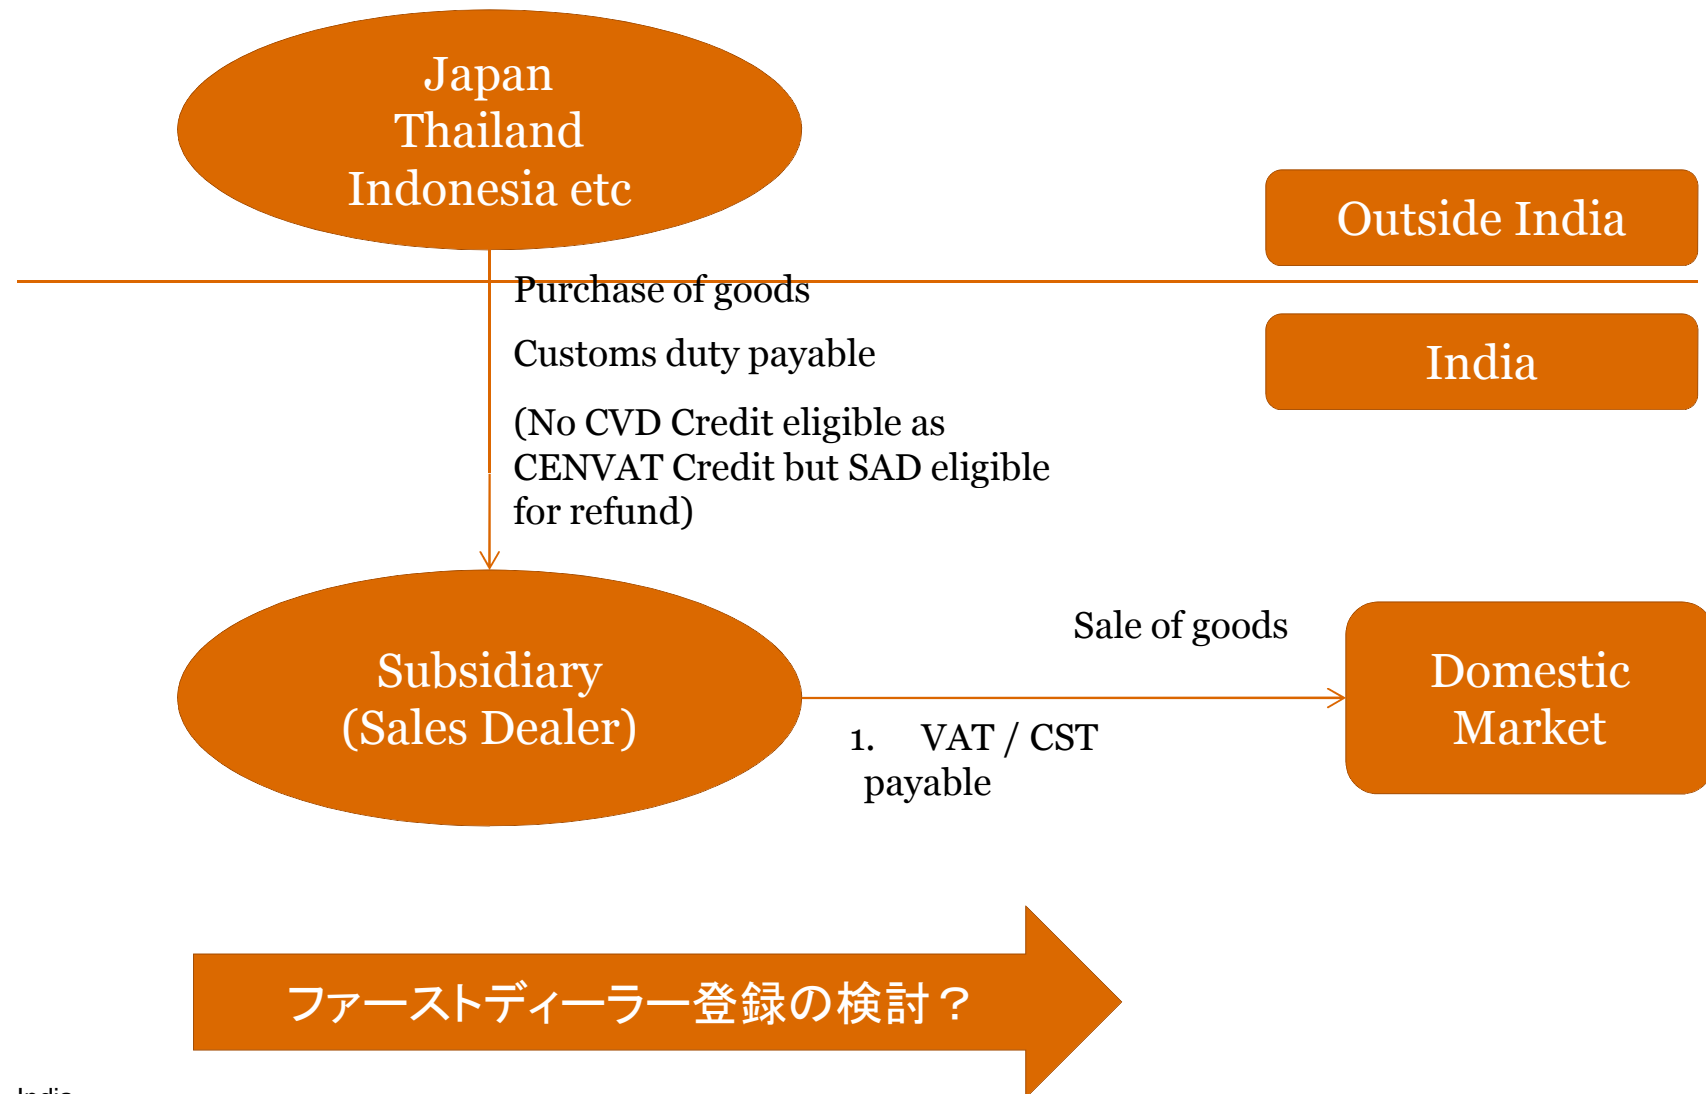 Japan
Thailand
Indonesia etc
Outside India
Purchase of goods
India
Customs duty payable
(No CVD Credit eligible as
CENVAT Credit but SAD eligible
for refund)
Subsidiary
(Sales Dealer)
Sale of goods
1. VAT / CST
payable
Domestic
Market
ファーストディーラー登録の検討？
India